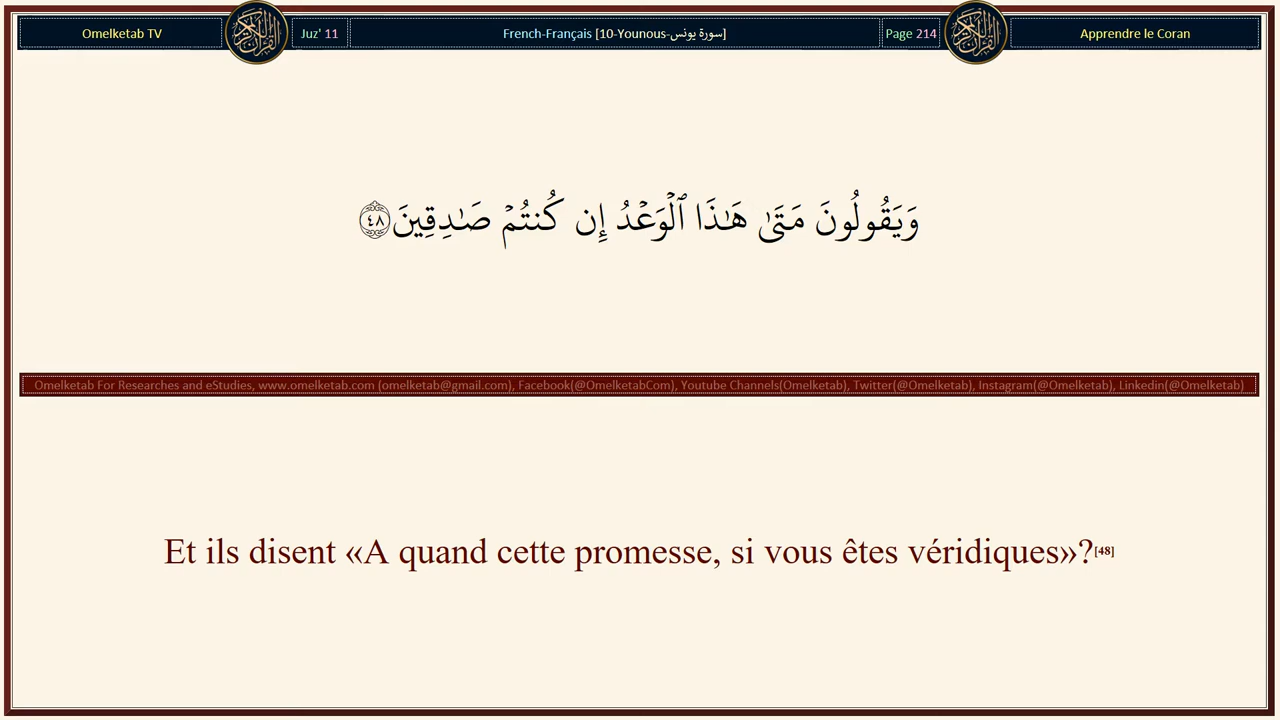 Omelketab TV
Juz' 11
French-Français [10-Younous-سورة يونس]
Page 214
Apprendre le Coran
وَيَقُولُونَ مَتَىٰ هَـٰذَا ٱلْوَعْدُ إِن كُنتُمْ صَـٰدِقِينَ ٤٨
Omelketab For Researches and eStudies, www.omelketab.com (omelketab@gmail.com), Facebook(@OmelketabCom), Youtube Channels(Omelketab), Twitter(@Omelketab), Instagram(@Omelketab), Linkedin(@Omelketab)
Et ils disent «A quand cette promesse, si vous êtes véridiques»?[48]